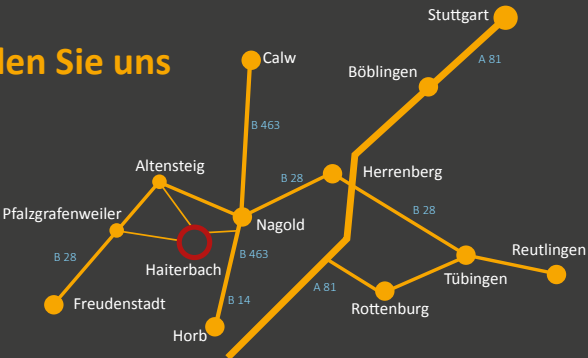 Stuttgart
den Sie uns
Calw
A 81
Böblingen
B 463
Altensteig
B 28
Herrenberg
Pfalzgrafenweiler
Nagold
B 28
B 28
B 463
Reutlingen
Haiterbach
Tübingen
Freudenstadt
B 14
A 81
Rottenburg
Horb